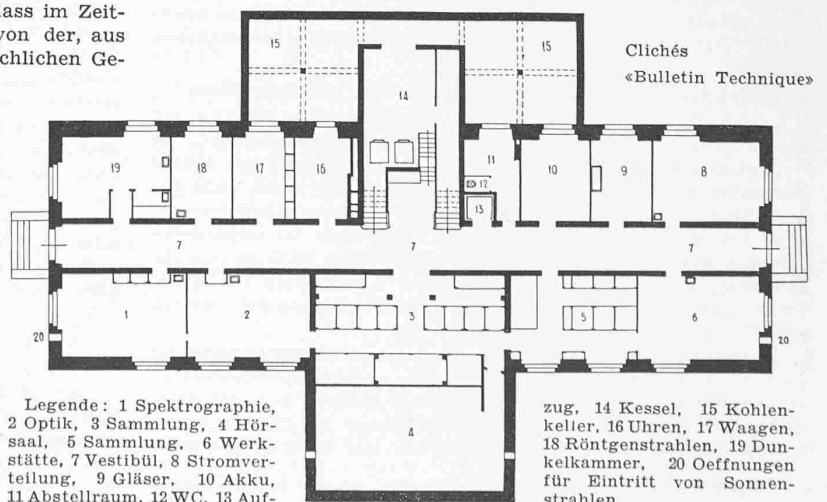 dass im Zeit-
von der, aus
chlichen Ge-
Clichés
«Bulletin Technique»
15
15
14
19
18
17
16
11
12
13
10
9
8
7
7
7
1
2
3
5
6
20
20
4
Legende: 1 Spektrographie,
2 Optik, 3 Sammlung, 4 Hör-
saal, 5 Sammlung, 6 Werk-
stätte, 7 Vestibül, 8 Stromver-
teilung, 9 Gläser, 10 Akku,
11 Abstellraum, 12 WC, 13 Auf-
zug, 14 Kessel, 15 Kohlen-
keller, 16 Uhren, 17 Waagen,
18 Röntgenstrahlen, 19 Dun-
kelkammer, 20 Oeffnungen
für Eintritt von Sonnen-
strahlen